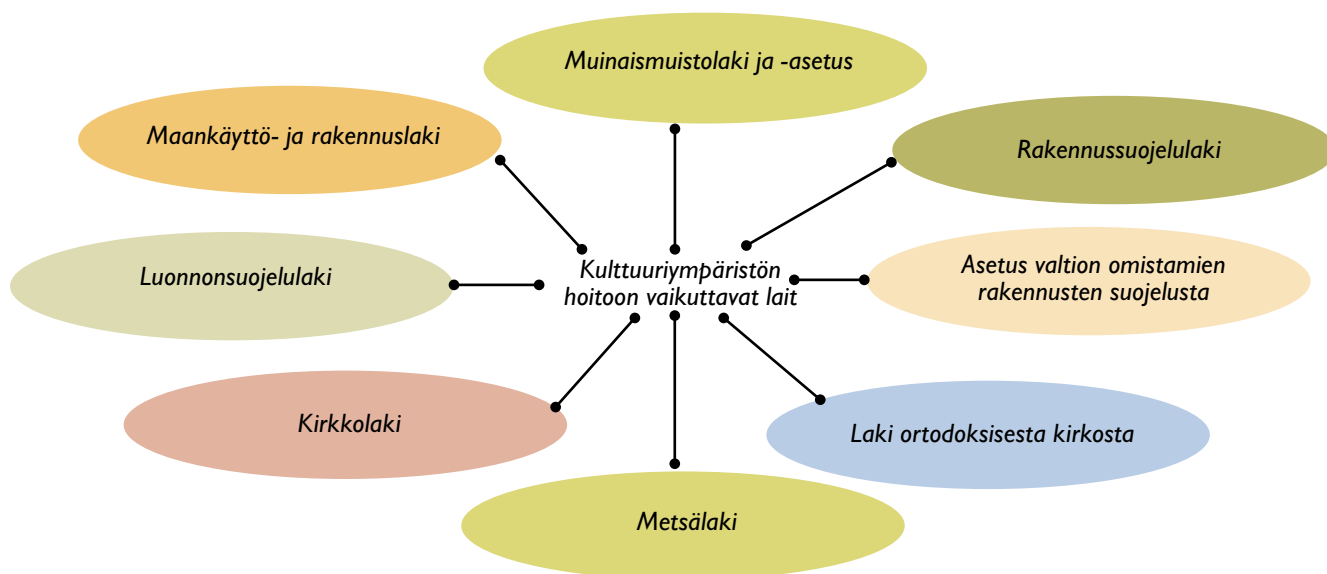 Muinaismuistolaki ja -asetus
Maankäyttö- ja rakennuslaki
Rakennussuojelulaki
Luonnonsuojelulaki
Kulttuuriympäristön
hoitoon vaikuttavat lait
Asetus valtion omistamien
rakennusten suojelusta
Kirkkolaki
Laki ortodoksisesta kirkosta
Metsälaki